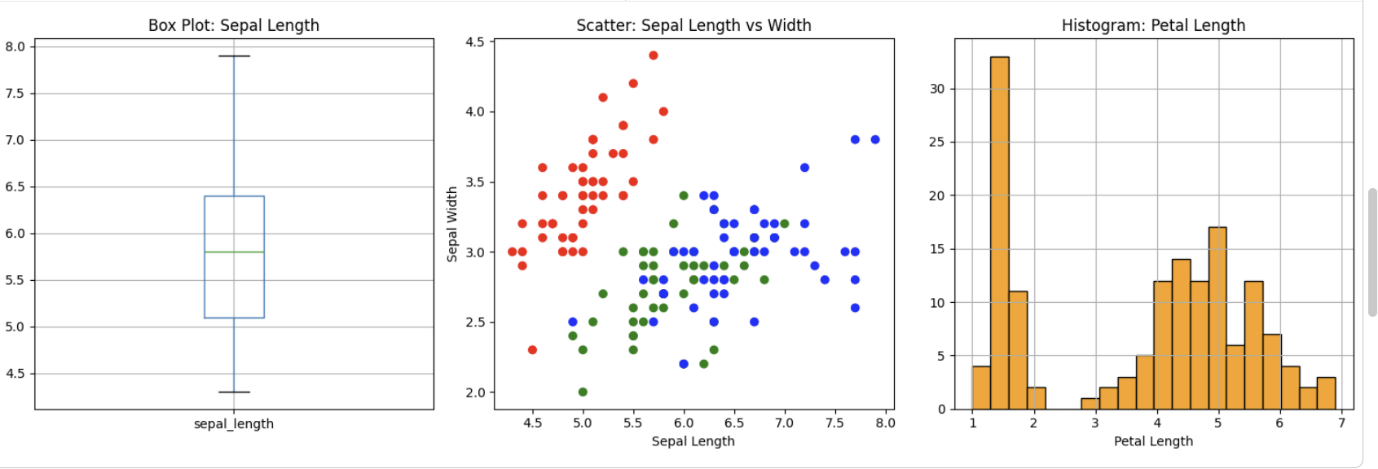 Box Plot: Sepal Length
8.0
7.5
7.0
6.5
6.0
5.5
5.0
4.5
sepal_length
Scatter: Sepal Length vs Width
Sepal Width
4.5
4.0
3.5
3.0
2.5
2.0
4.5 5.0 5.5 6.0 6.5 7.0 7.5 8.0
Sepal Length
Histogram: Petal Length
30
25
20
15
10
5
0
1 2 3 4 5 6 7
Petal Length